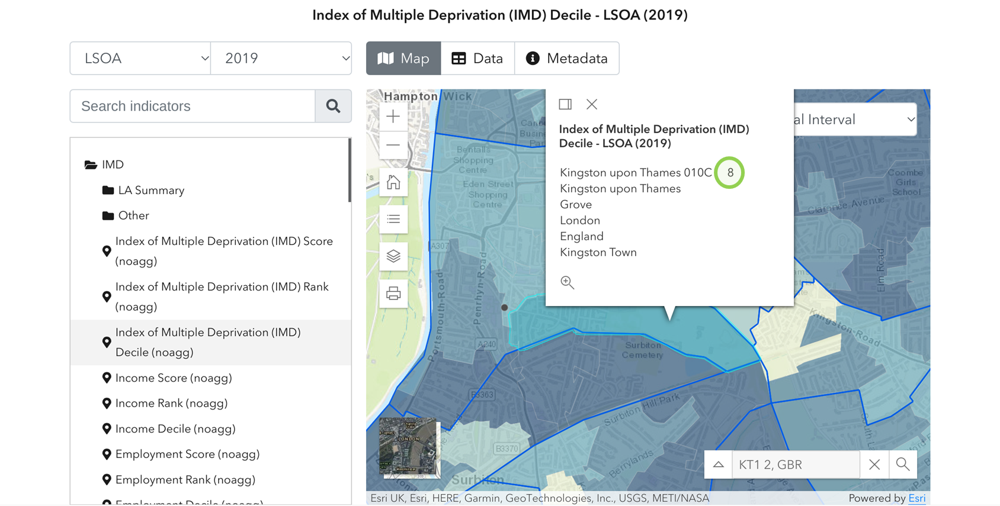 Index of Multiple Deprivation (IMD) Decile - LSOA (2019)
LSOA
2019
Map
Data
Metadata
Search indicators
IMD
LA Summary
Other
Index of Multiple Deprivation (IMD) Score
(noagg)
Index of Multiple Deprivation (IMD) Rank
(noagg)
Index of Multiple Deprivation (IMD)
Decile (noagg)
Income Score (noagg)
Income Rank (noagg)
Income Decile (noagg)
Employment Score (noagg)
Employment Rank (noagg)
Employment Decile (noagg)
Hampton Wick
al Interval
Index of Multiple Deprivation (IMD)
Decile - LSOA (2019)
Kingston upon Thames 010C 8
Kingston upon Thames
Grove
London
England
Kingston Town
Bentalls
Shopping
Centre
Eden Street
Shopping
Centre
Coombe
Girls
School
Clarence Avenue
A307
Portsmouth-Road
Penrhyn-Road
A240
Elm Road
Kingston-Road
Surbiton
Cemetery
B3363
Surbiton Hill Park
B3370
Berrylands
Surbiton
LONDON
KT1 2, GBR
Esri UK, Esri, HERE, Garmin, GeoTechnologies, Inc., USGS, METI/NASA
Powered by Esri